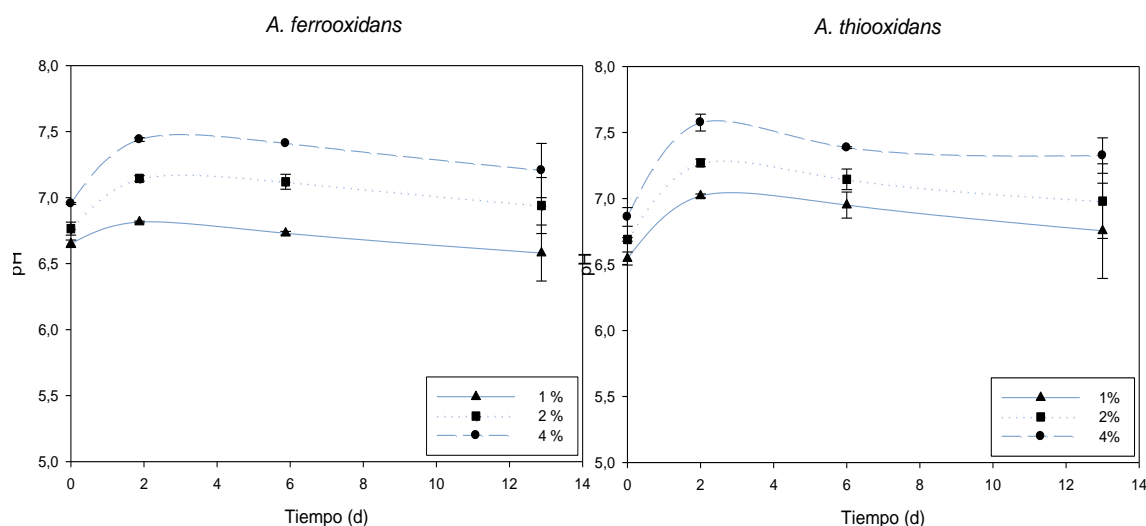 A. ferrooxidans
A. thiooxidans
8,0
7,5
7,0
6,5
6,0
5,5
5,0
pH
0 2 4 6 8 10 12 14
Tiempo (d)
1 %
2 %
4 %
8,0
7,5
7,0
6,5
6,0
5,5
5,0
pH
0 2 4 6 8 10 12 14
Tiempo (d)
1%
2%
4%